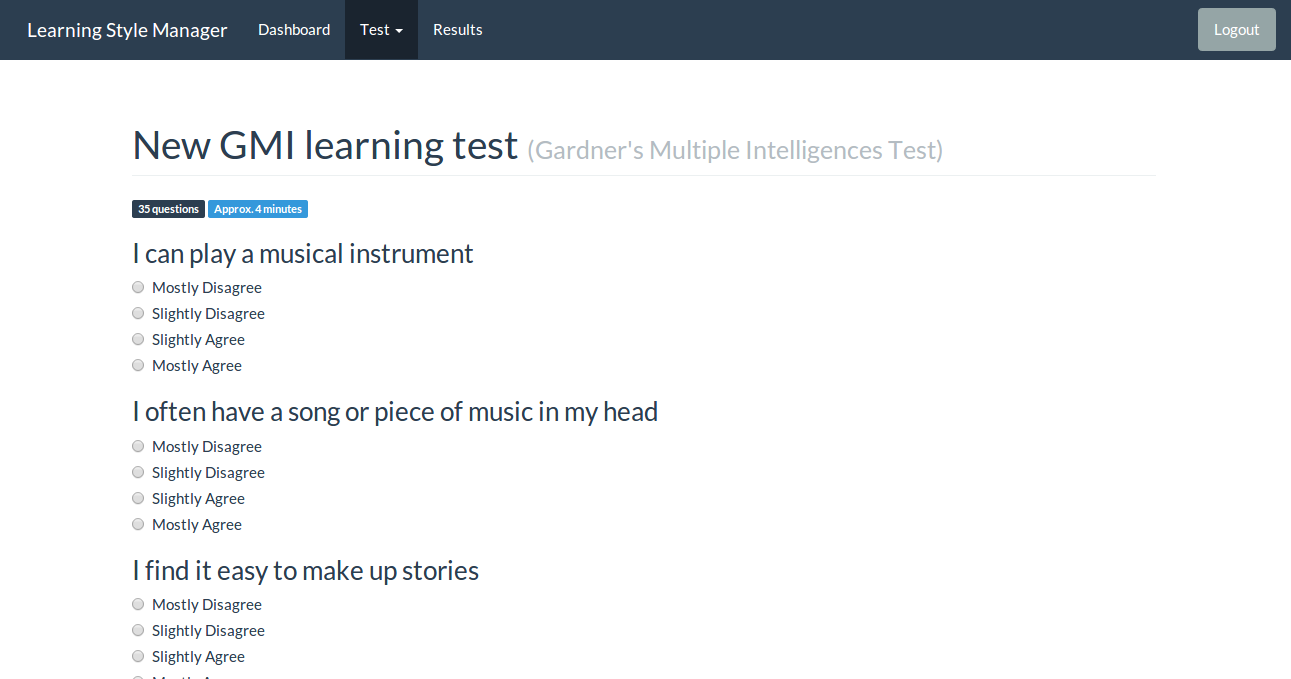 Learning Style Manager Dashboard Test Results Logout
New GMI learning test (Gardner's Multiple Intelligences Test)
35 questions Approx. 4 minutes
I can play a musical instrument
Mostly Disagree
Slightly Disagree
Slightly Agree
Mostly Agree
I often have a song or piece of music in my head
Mostly Disagree
Slightly Disagree
Slightly Agree
Mostly Agree
I find it easy to make up stories
Mostly Disagree
Slightly Disagree
Slightly Agree